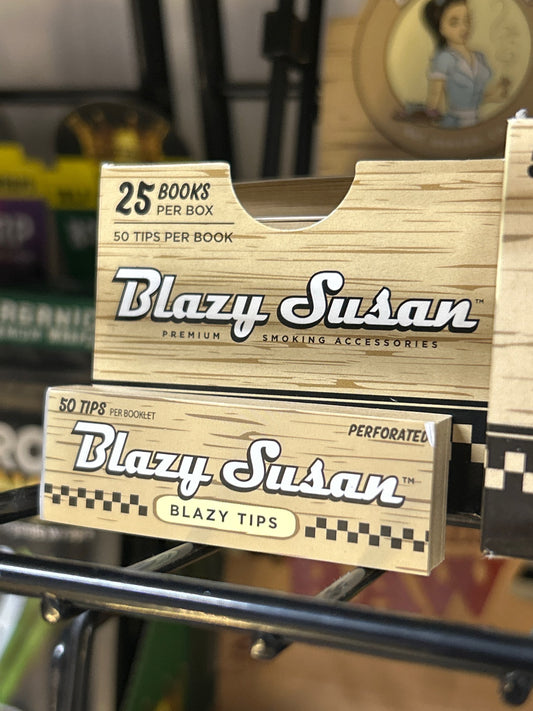 25 BOOKS
PER BOX
50 TIPS PER BOOK
Blazy Susan™
PREMIUM SMOKING ACCESSORIES
50 TIPS PER BOOKLET
PERFORATED
Blazy Susan™
BLAZY TIPS
RAW